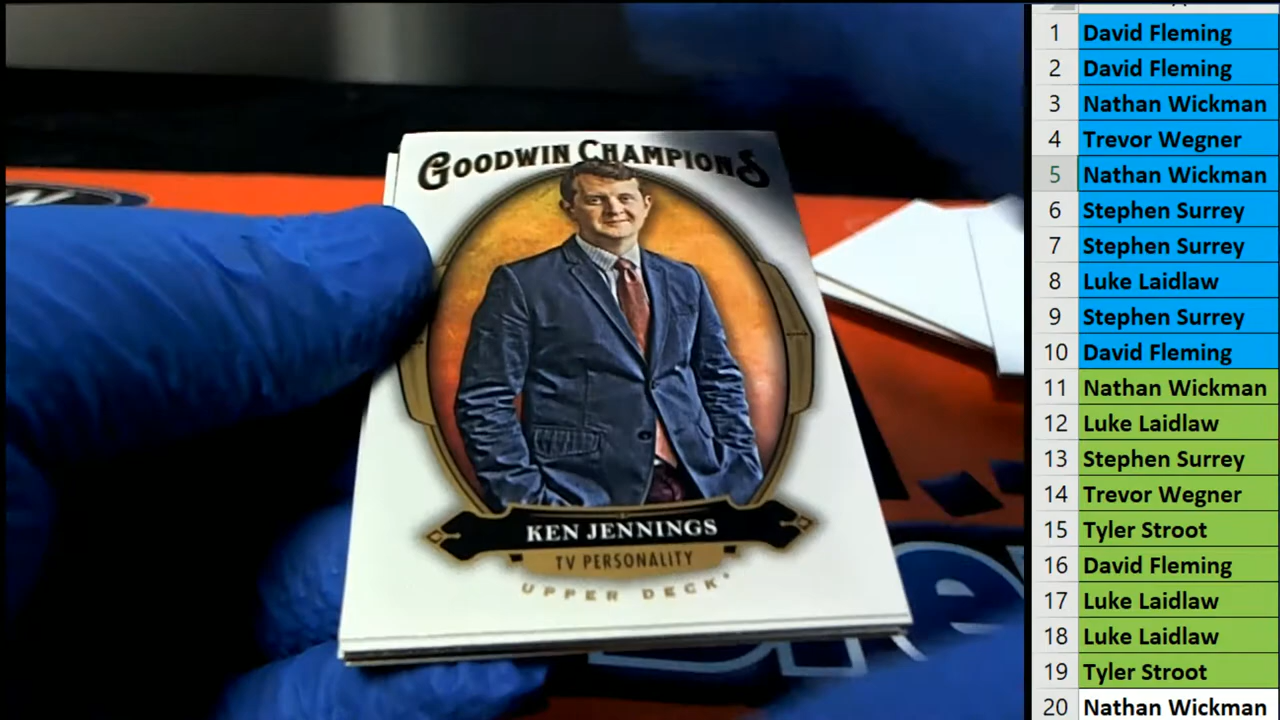 GOODWIN CHAMPIONS
KEN JENNINGS
TV PERSONALITY
UPPER DECK
1 David Fleming
2 David Fleming
3 Nathan Wickman
4 Trevor Wegner
5 Nathan Wickman
6 Stephen Surrey
7 Stephen Surrey
8 Luke Laidlaw
9 Stephen Surrey
10 David Fleming
11 Nathan Wickman
12 Luke Laidlaw
13 Stephen Surrey
14 Trevor Wegner
15 Tyler Stroot
16 David Fleming
17 Luke Laidlaw
18 Luke Laidlaw
19 Tyler Stroot
20 Nathan Wickman